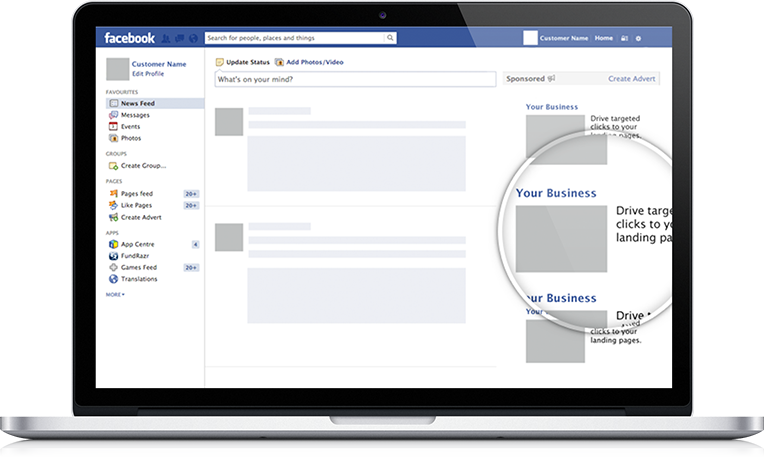 facebook
Search for people, places and things
Customer Name
Home
Customer Name
Edit Profile
FAVOURITES
News Feed
Messages
Events
Photos
GROUPS
Create Group...
PAGES
Pages feed 20+
Like Pages 20+
Create Advert
APPS
App Centre 4
FundRazr
Games Feed 20+
Translations
MORE
Update Status Add Photos/Video
What's on your mind?
Sponsored Create Advert
Your Business
Drive targeted
clicks to your
landing pages.
Your Business
Drive targe
clicks to y
landing pa
ur Business
Your
Drive t
clicks to your
landing pages.